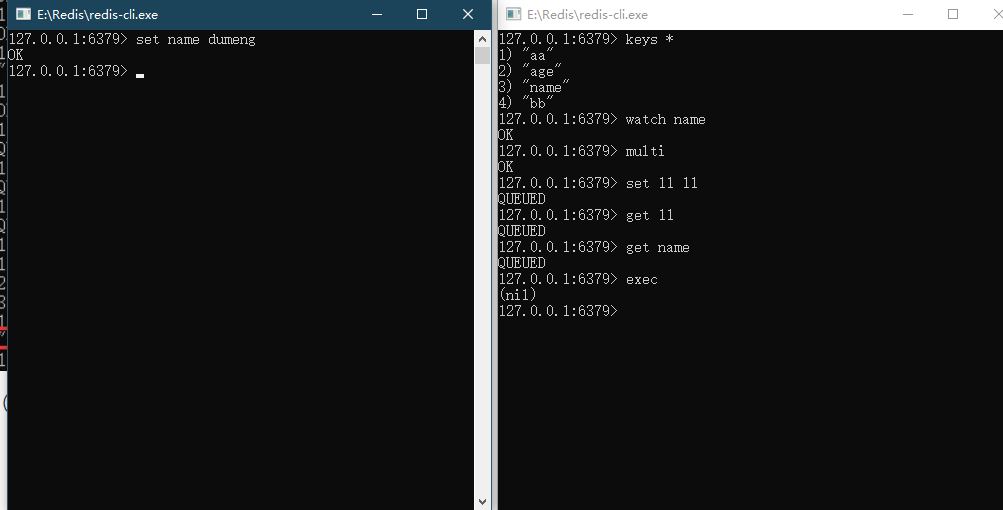 E:\Redis\redis-cli.exe
127.0.0.1:6379> set name dumeng
OK
127.0.0.1:6379>
E:\Redis\redis-cli.exe
127.0.0.1:6379> keys *
1) "aa"
2) "age"
3) "name"
4) "bb"
127.0.0.1:6379> watch name
OK
127.0.0.1:6379> multi
OK
127.0.0.1:6379> set ll ll
QUEUED
127.0.0.1:6379> get ll
QUEUED
127.0.0.1:6379> get name
QUEUED
127.0.0.1:6379> exec
(nil)
127.0.0.1:6379>